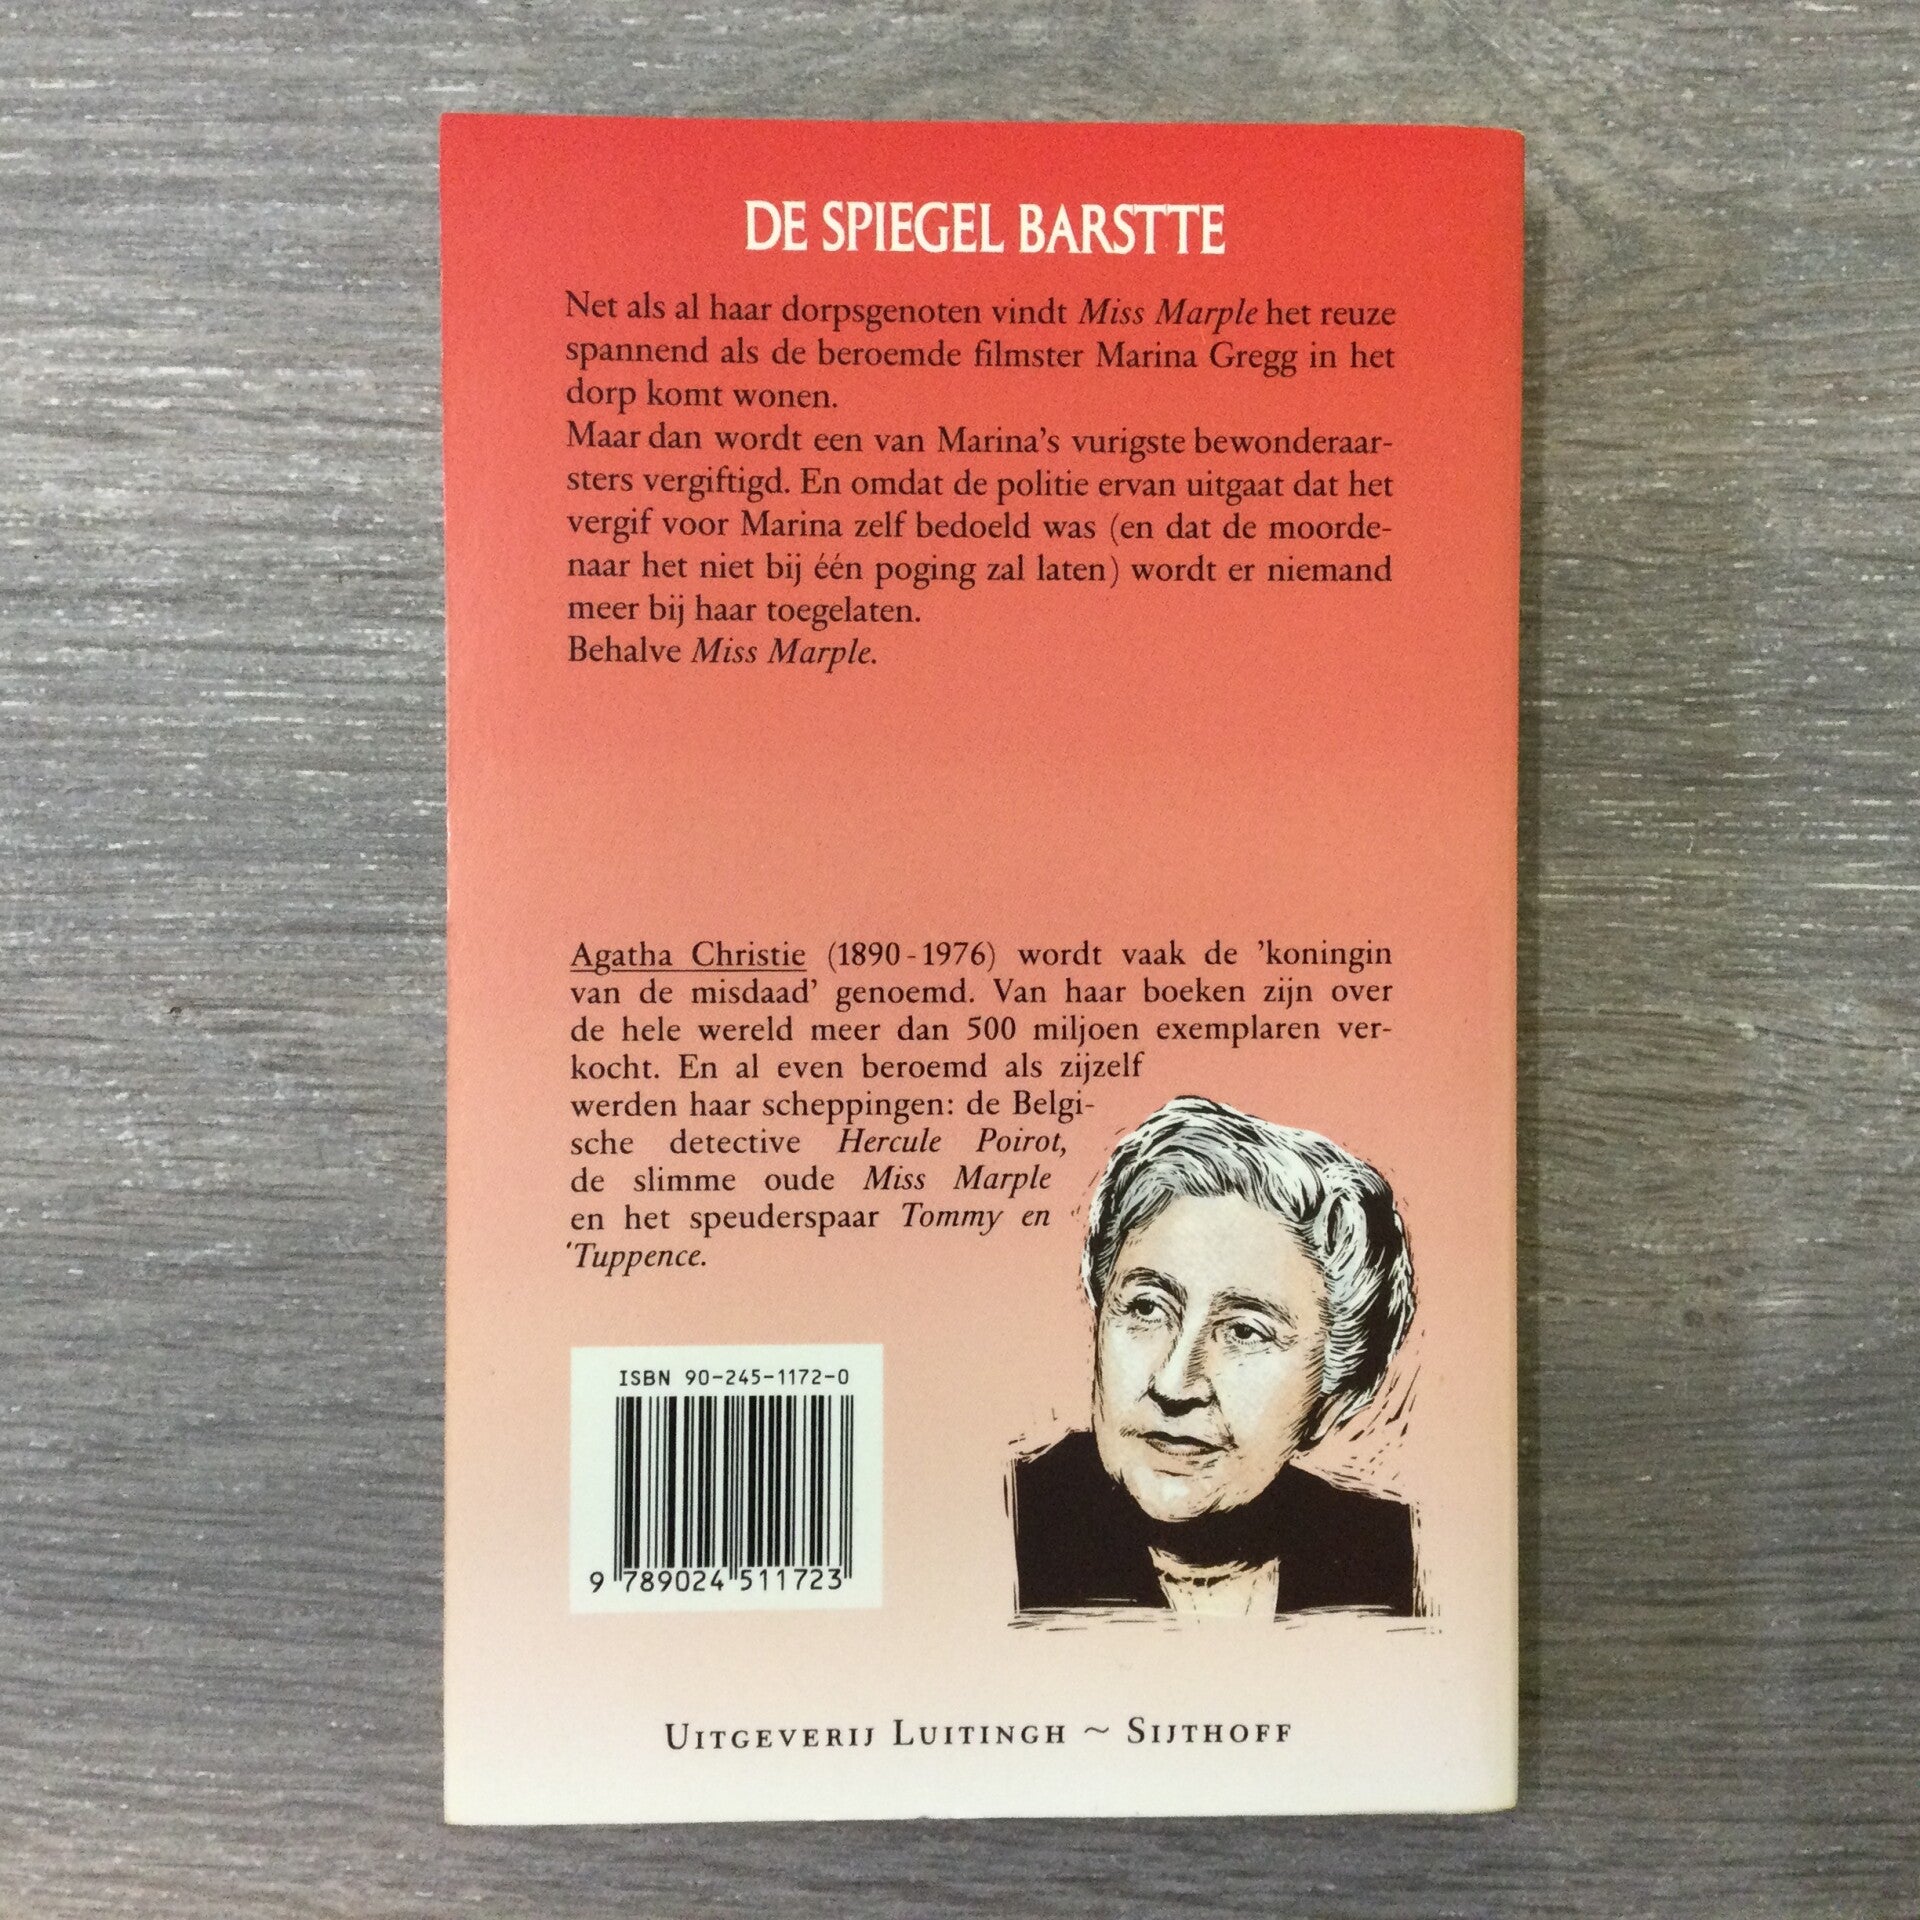 DE SPIEGEL BARSTTE
Net als al haar dorpsgenoten vindt Miss Marple het reuze
spannend als de beroemde filmster Marina Gregg in het
dorp komt wonen.
Maar dan wordt een van Marina's vurigste bewonderaar-
sters vergiftigd. En omdat de politie ervan uitgaat dat het
vergif voor Marina zelf bedoeld was (en dat de moorde-
naar het niet bij één poging zal laten) wordt er niemand
meer bij haar toegelaten.
Behalve Miss Marple.
Agatha Christie (1890-1976) wordt vaak de 'koningin
van de misdaad' genoemd. Van haar boeken zijn over
de hele wereld meer dan 500 miljoen exemplaren ver-
kocht. En al even beroemd als zijzelf
werden haar scheppingen: de Belgi-
sche detective Hercule Poirot,
de slimme oude Miss Marple
en het speuderspaar Tommy en
'Tuppence.
ISBN 90-245-1172-0
9 789024 511723
UITGEVERIJ LUITINGH ~ SIJTHOFF